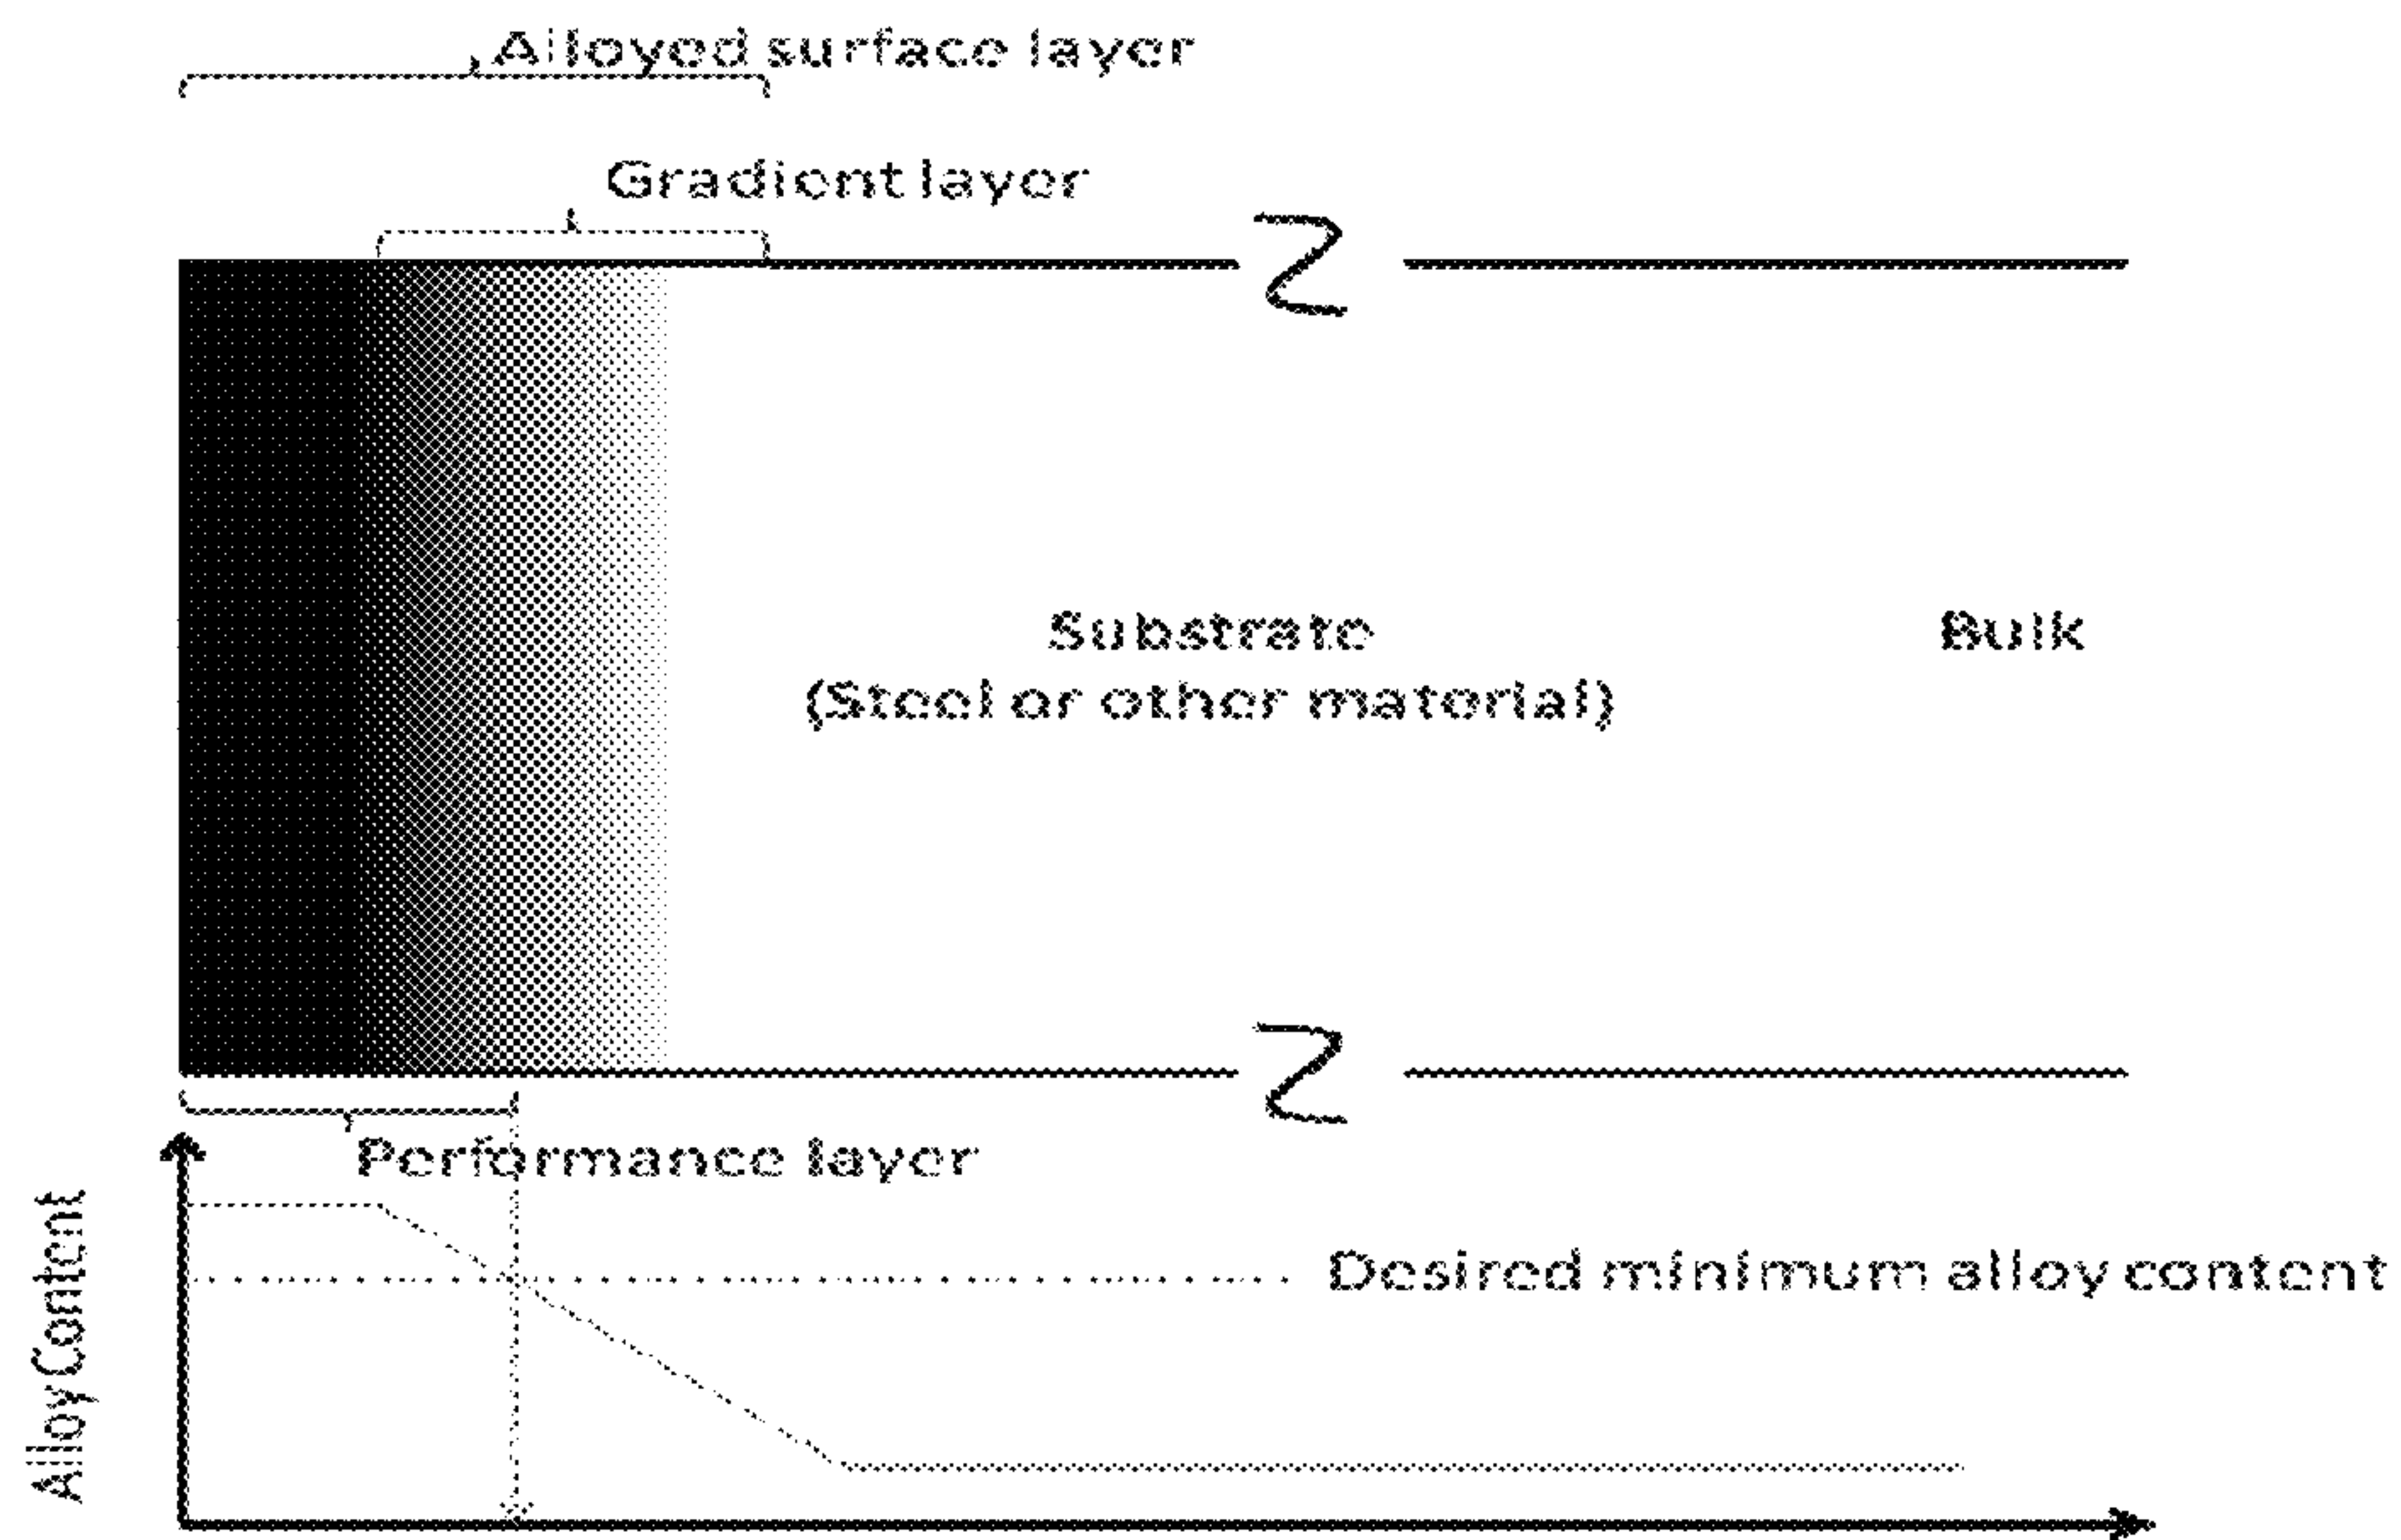 Alloyed surface layer
Gradient layer
Substrate
(Steel or other material)
Bulk
Performance layer
Desired minimum alloy content
Alloy Content